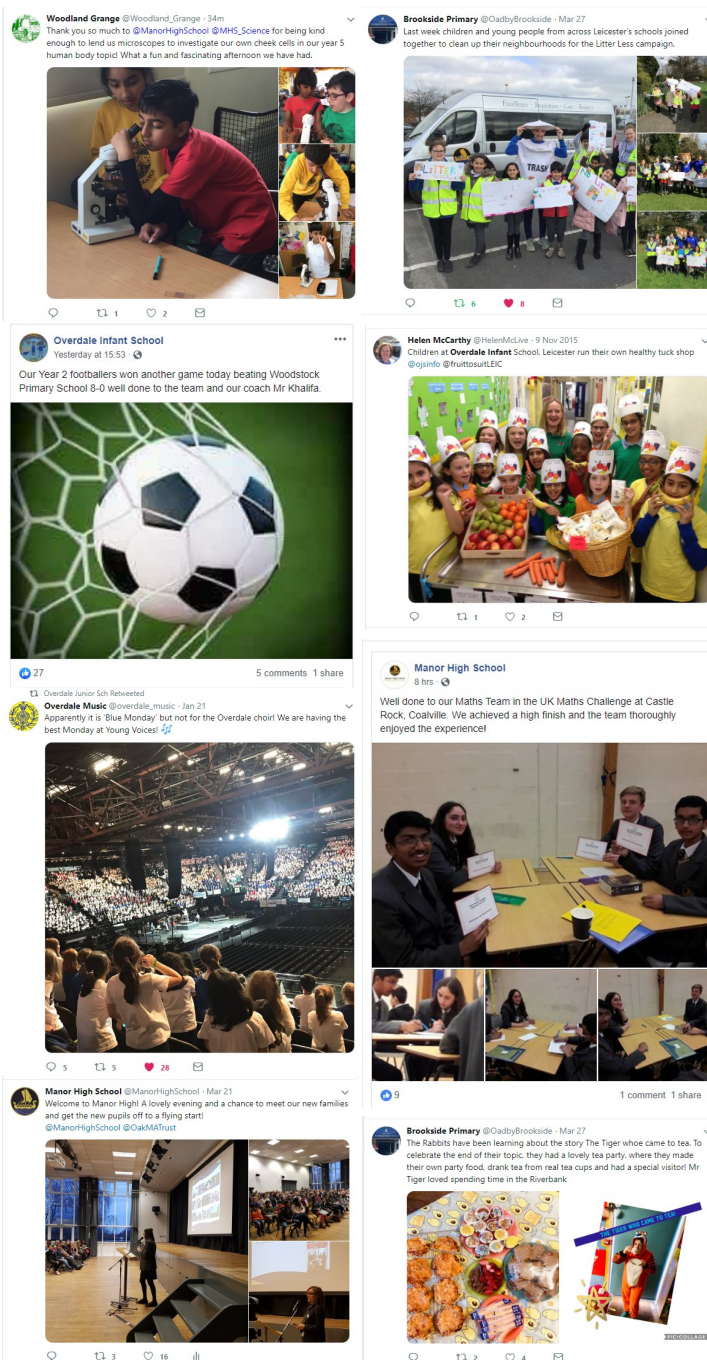 Woodland Grange @Woodland_Grange · 34m
Thank you so much to @ManorHighSchool @MHS_Science for being kind
enough to lend us microscopes to investigate our own cheek cells in our year 5
human body topic! What a fun and fascinating afternoon we have had.
1 2
Brookside Primary @OadbyBrookside · Mar 27
Last week children and young people from across Leicester's schools joined
together to clean up their neighbourhoods for the Litter Less campaign.
Excellence · Inspiration · Care · Respect
LITTER
TRASH
6 8
Overdale Infant School
Yesterday at 15:53 ·
Our Year 2 footballers won another game today beating Woodstock
Primary School 8-0 well done to the team and our coach Mr Khalifa.
27 5 comments 1 share
Helen McCarthy @HelenMcLive · 9 Nov 2015
Children at Overdale Infant School. Leicester run their own healthy tuck shop
@ojsinfo @fruittosuitLEIC
1 2
Overdale Junior Sch Retweeted
Overdale Music @overdale_music · Jan 21
Apparently it is 'Blue Monday' but not for the Overdale choir! We are having the
best Monday at Young Voices! 🎶
5 5 28
Manor High School
8 hrs ·
Well done to our Maths Team in the UK Maths Challenge at Castle
Rock, Coalville. We achieved a high finish and the team thoroughly
enjoyed the experience!
9 1 comment 1 share
Manor High School @ManorHighSchool · Mar 21
Welcome to Manor High! A lovely evening and a chance to meet our new families
and get the new pupils off to a flying start!
@ManorHighSchool @OakMATrust
3 16
Brookside Primary @OadbyBrookside · Mar 27
The Rabbits have been learning about the story The Tiger whoe came to tea. To
celebrate the end of their topic, they had a lovely tea party, where they made
their own party food, drank tea from real tea cups and had a special visitor! Mr
Tiger loved spending time in the Riverbank
THE TIGER WHO CAME TO TEA!
PIC·COLLAGE
2 4